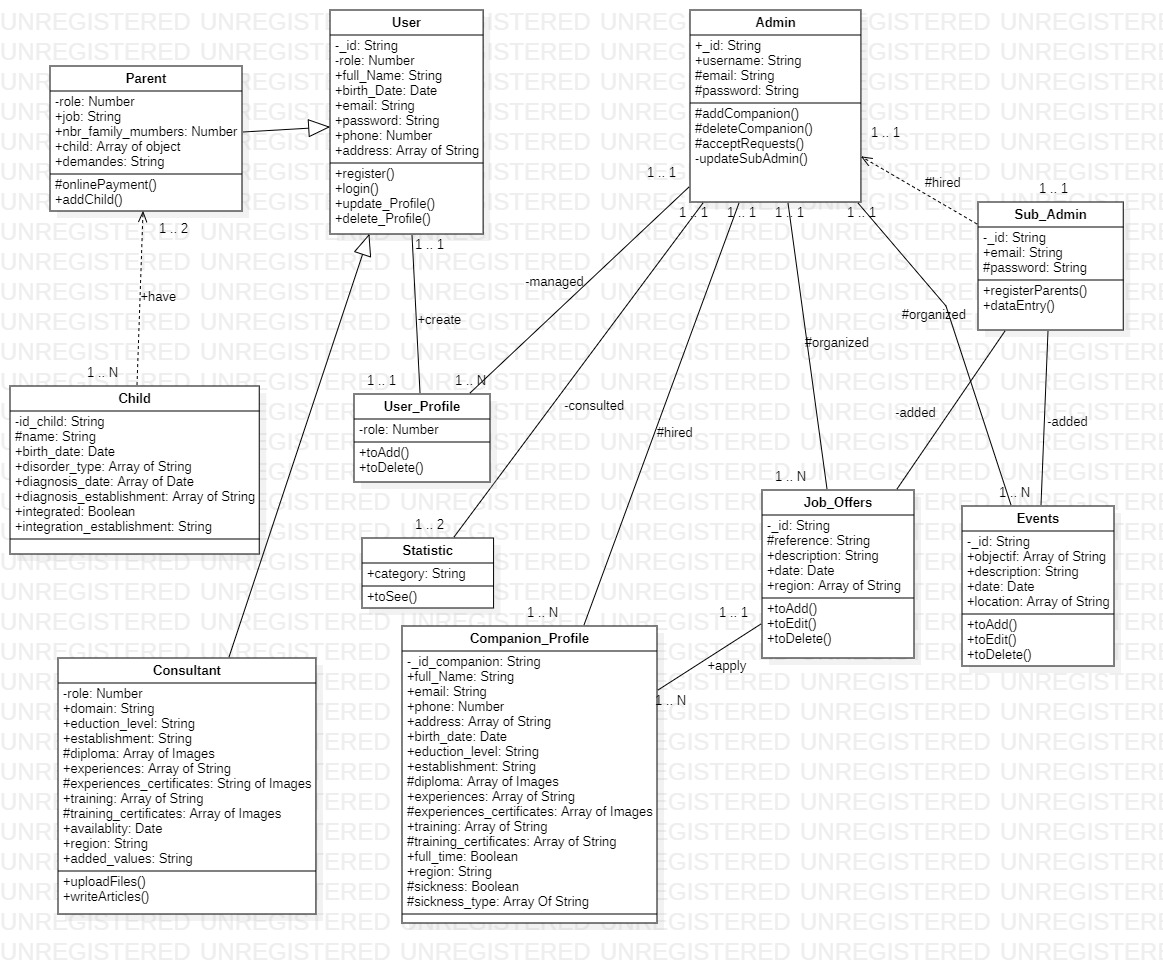 User
-_id: String
-role: Number
+full_Name: String
+birth_Date: Date
+email: String
+password: String
+phone: Number
+address: Array of String
+register()
+login()
+update_Profile()
+delete_Profile()
Admin
+_id: String
+username: String
#email: String
#password: String
#addCompanion()
#deleteCompanion()
#acceptRequests()
-updateSubAdmin()
Parent
-role: Number
+job: String
+nbr_family_mumbers: Number
+child: Array of object
+demandes: String
#onlinePayment()
+addChild()
1 .. 1
#hired
1 .. 1
Sub_Admin
-_id: String
+email: String
#password: String
+registerParents()
+dataEntry()
1 .. 1
1 .. 1
1 .. 1
1 .. 1
1 .. 1
1 .. 1
1 .. 2
+have
1 .. N
-managed
+create
#organized
#organized
1 .. 1
1 .. N
-consulted
#hired
-added
-added
Child
-id_child: String
#name: String
+birth_date: Date
+disorder_type: Array of String
+diagnosis_date: Array of Date
+diagnosis_establishment: Array of String
+integrated: Boolean
+integration_establishment: String
User_Profile
-role: Number
+toAdd()
+toDelete()
1 .. 2
Statistic
+category: String
+toSee()
1 .. N
Job_Offers
-_id: String
#reference: String
+description: String
+date: Date
+region: Array of String
+toAdd()
+toEdit()
+toDelete()
1 .. N
Events
-_id: String
+objectif: Array of String
+description: String
+date: Date
+location: Array of String
+toAdd()
+toEdit()
+toDelete()
1 .. N
1 .. 1
+apply
1 .. N
Companion_Profile
-_id_companion: String
+full_Name: String
+email: String
+phone: Number
+address: Array of String
+birth_date: Date
+eduction_level: String
+establishment: String
#diploma: Array of Images
+experiences: Array of String
#experiences_certificates: Array of Images
+training: Array of String
#training_certificates: Array of String
+full_time: Boolean
+region: String
#sickness: Boolean
#sickness_type: Array Of String
Consultant
-role: Number
+domain: String
+eduction_level: String
+establishment: String
#diploma: Array of Images
+experiences: Array of String
#experiences_certificates: String of Images
+training: Array of String
#training_certificates: Array of Images
+availablity: Date
+region: String
+added_values: String
+uploadFiles()
+writeArticles()
UNREGISTERED